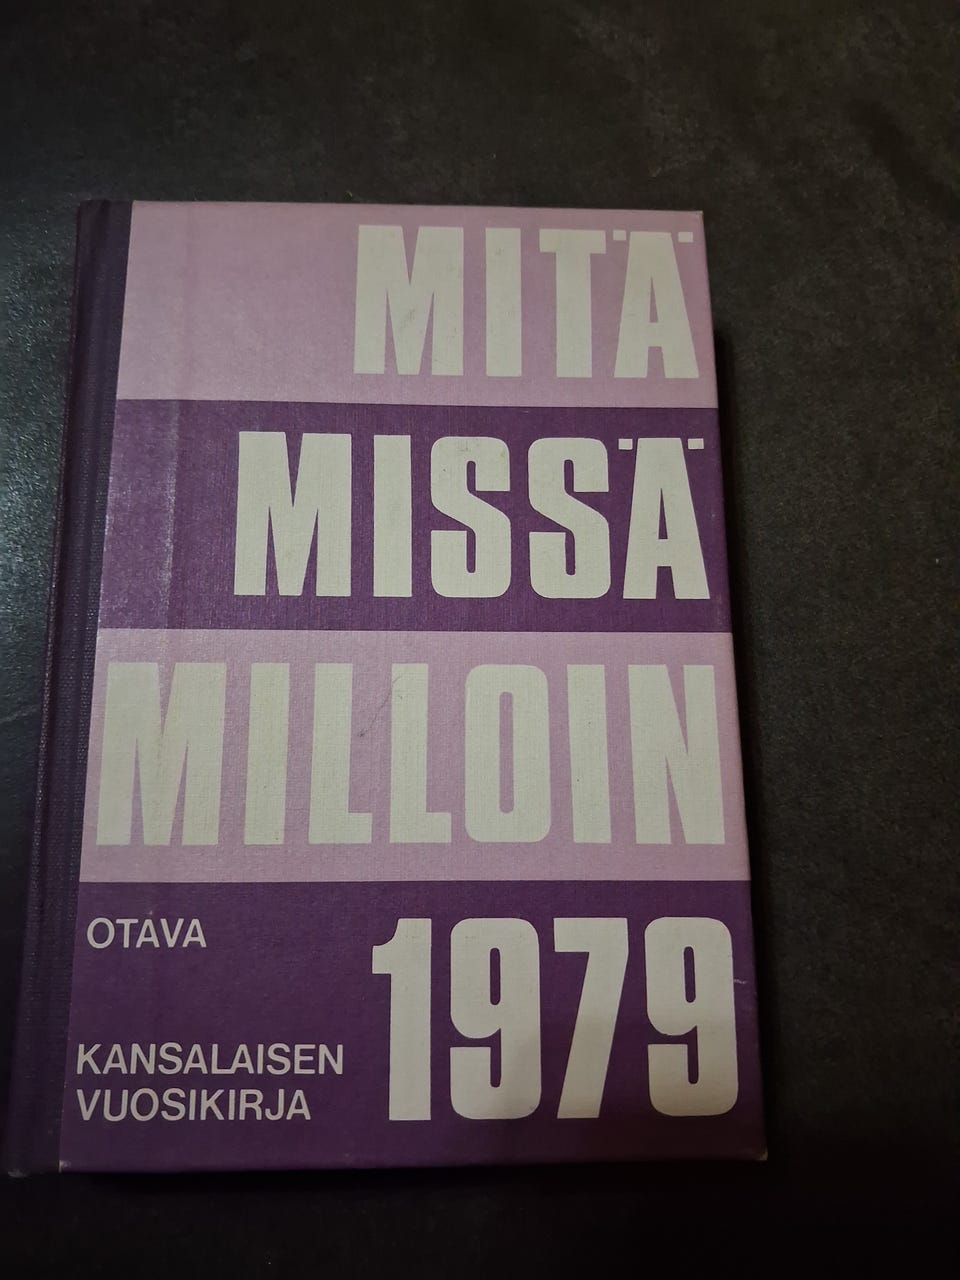 MITÄ
MISSÄ
MILLOIN
OTAVA
1979
KANSALAISEN
VUOSIKIRJA